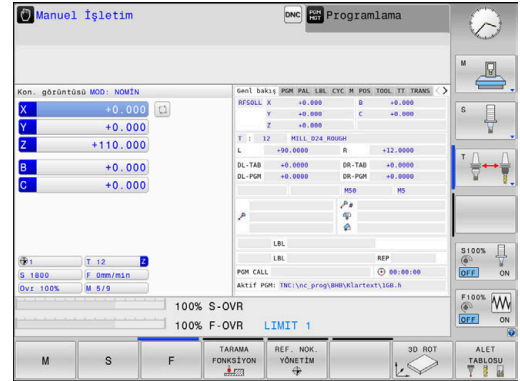 Manuel İşletim
DNC
PGM MGT
Programlama
Kon. görüntüsü MOD: NOMİN
X +0.000
Y +0.000
Z +110.000
B +0.000
C +0.000
1
T 12 Z
S 1800 F 0mm/min
Ovr 100% M 5/9
Genl bakış PGM PAL LBL CYC M POS TOOL TT TRANS
RFSOLL X +0.000 B +0.000
Y +0.000 C +0.000
Z +0.000
T : 12 MILL_D24_ROUGH
L +90.0000 R +12.0000
DL-TAB +0.0000 DR-TAB +0.0000
DL-PGM +0.0000 DR-PGM +0.0000
M50 M5
P#
P
LBL
LBL REP
PGM CALL 00:00:00
Aktif PGM: TNC:\nc_prog\BHB\Klartext\1GB.h
100% S-OVR
100% F-OVR LIMIT 1
M
S
F
TARAMA FONKSİYON
REF. NOK. YÖNETİM
3D ROT
ALET TABLOSU
M
S
T
S100%
OFF ON
F100%
OFF ON